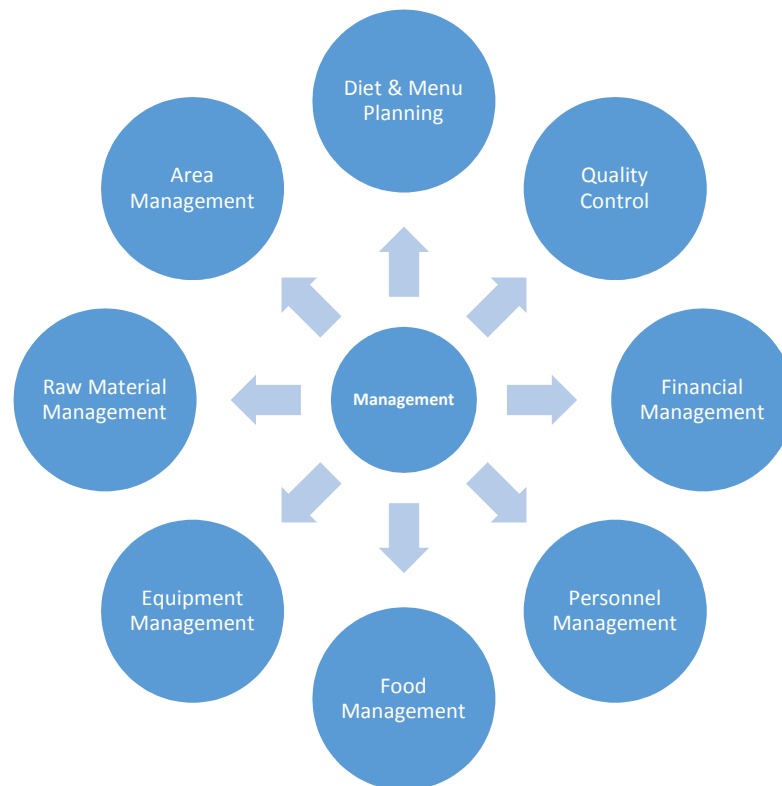 Diet & Menu
Planning
Quality
Control
Financial
Management
Personnel
Management
Food
Management
Equipment
Management
Raw Material
Management
Area
Management
Management